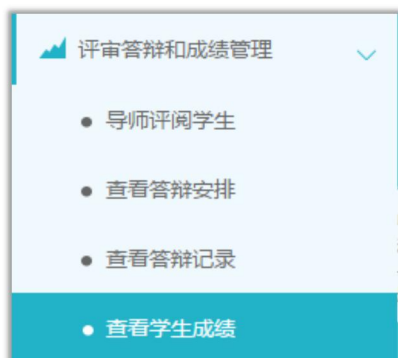 评审答辩和成绩管理
导师评阅学生
查看答辩安排
查看答辩记录
查看学生成绩